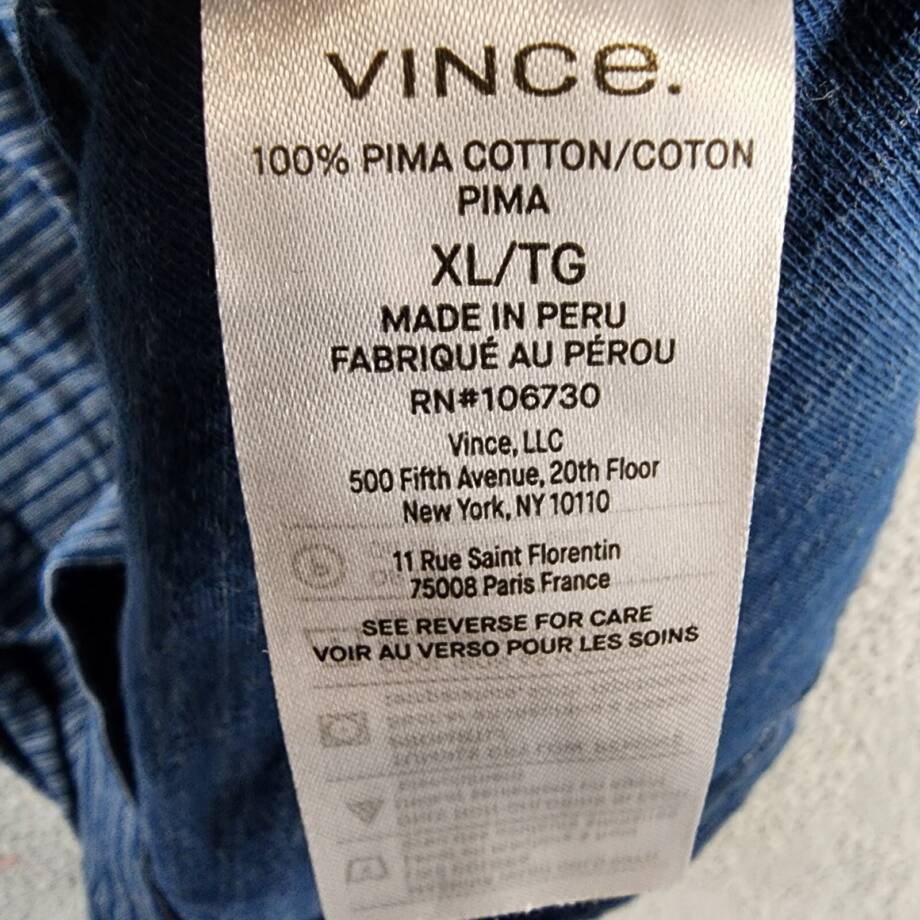 VINCe.
100% PIMA COTTON/COTON
PIMA
XL/TG
MADE IN PERU
FABRIQUÉ AU PÉROU
RN#106730
Vince, LLC
500 Fifth Avenue, 20th Floor
New York, NY 10110
11 Rue Saint Florentin
75008 Paris France
SEE REVERSE FOR CARE
VOIR AU VERSO POUR LES SOINS